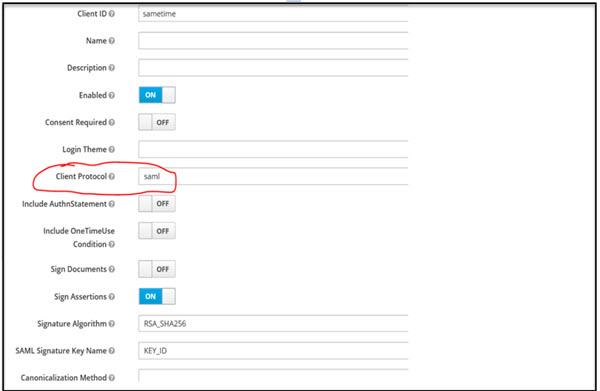 Client ID sametime
Name
Description
Enabled ON
Consent Required OFF
Login Theme
Client Protocol saml
Include AuthnStatement OFF
Include OneTimeUse
Condition OFF
Sign Documents OFF
Sign Assertions ON
Signature Algorithm RSA_SHA256
SAML Signature Key Name KEY_ID
Canonicalization Method